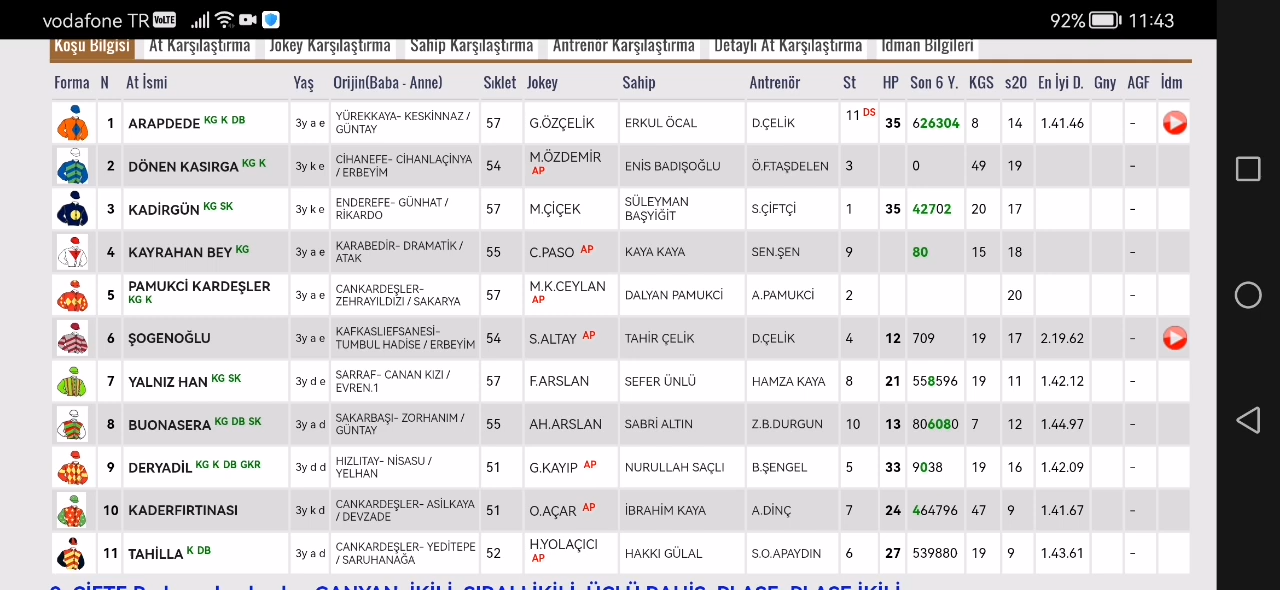 vodafone TR VoLTE 92% 11:43
Koşu Bilgisi At Karşılaştırma Jokey Karşılaştırma Sahip Karşılaştırma Antrenör Karşılaştırma Detaylı At Karşılaştırma İdman Bilgileri
Forma N At İsmi Yaş Orijin(Baba - Anne) Sıklet Jokey Sahip Antrenör St HP Son 6 Y. KGS s20 En İyi D. Gny AGF İdm
1 ARAPDEDE KG K DB 3y a e YÜREKKAYA- KESKİNNAZ / GÜNTAY 57 G.ÖZÇELİK ERKUL ÖCAL D.ÇELİK 11 DS 35 626304 8 14 1.41.46 -
2 DÖNEN KASIRGA KG K 3y k e CİHANEFE- CİHANLAÇİNYA / ERBEYİM 54 M.ÖZDEMİR AP ENİS BADIŞOĞLU Ö.F.TAŞDELEN 3 0 49 19 -
3 KADİRGÜN KG SK 3y k e ENDEREFE- GÜNHAT / RİKARDO 57 M.ÇİÇEK SÜLEYMAN BAŞYİĞİT S.ÇİFTÇİ 1 35 42702 20 17 -
4 KAYRAHAN BEY KG 3y a e KARABEDİR- DRAMATİK / ATAK 55 C.PASO AP KAYA KAYA SEN.ŞEN 9 80 15 18 -
5 PAMUKCİ KARDEŞLER KG K 3y a e CANKARDEŞLER- ZEHRAYILDIZI / SAKARYA 57 M.K.CEYLAN AP DALYAN PAMUKCİ A.PAMUKCİ 2 20 -
6 ŞOGENOĞLU 3y a e KAFKASLIEFSANESİ- TUMBUL HADİSE / ERBEYİM 54 S.ALTAY AP TAHİR ÇELİK D.ÇELİK 4 12 709 19 17 2.19.62 -
7 YALNIZ HAN KG SK 3y d e SARRAF- CANAN KIZI / EVREN.1 57 F.ARSLAN SEFER ÜNLÜ HAMZA KAYA 8 21 558596 19 11 1.42.12 -
8 BUONASERA KG DB SK 3y a d SAKARBAŞI- ZORHANIM / GÜNTAY 55 AH.ARSLAN SABRİ ALTIN Z.B.DURGUN 10 13 806080 7 12 1.44.97 -
9 DERYADİL KG K DB GKR 3y d d HIZLITAY- NİSASU / YELHAN 51 G.KAYIP AP NURULLAH SAÇLI B.ŞENGEL 5 33 9038 19 16 1.42.09 -
10 KADERFIRTINASI 3y k d CANKARDEŞLER- ASİLKAYA / DEVZADE 51 O.AÇAR AP İBRAHİM KAYA A.DİNÇ 7 24 464796 47 9 1.41.67 -
11 TAHİLLA K DB 3y a d CANKARDEŞLER- YEDİTEPE / SARUHANAĞA 52 H.YOLAÇICI AP HAKKI GÜLAL S.O.APAYDIN 6 27 539880 19 9 1.43.61 -